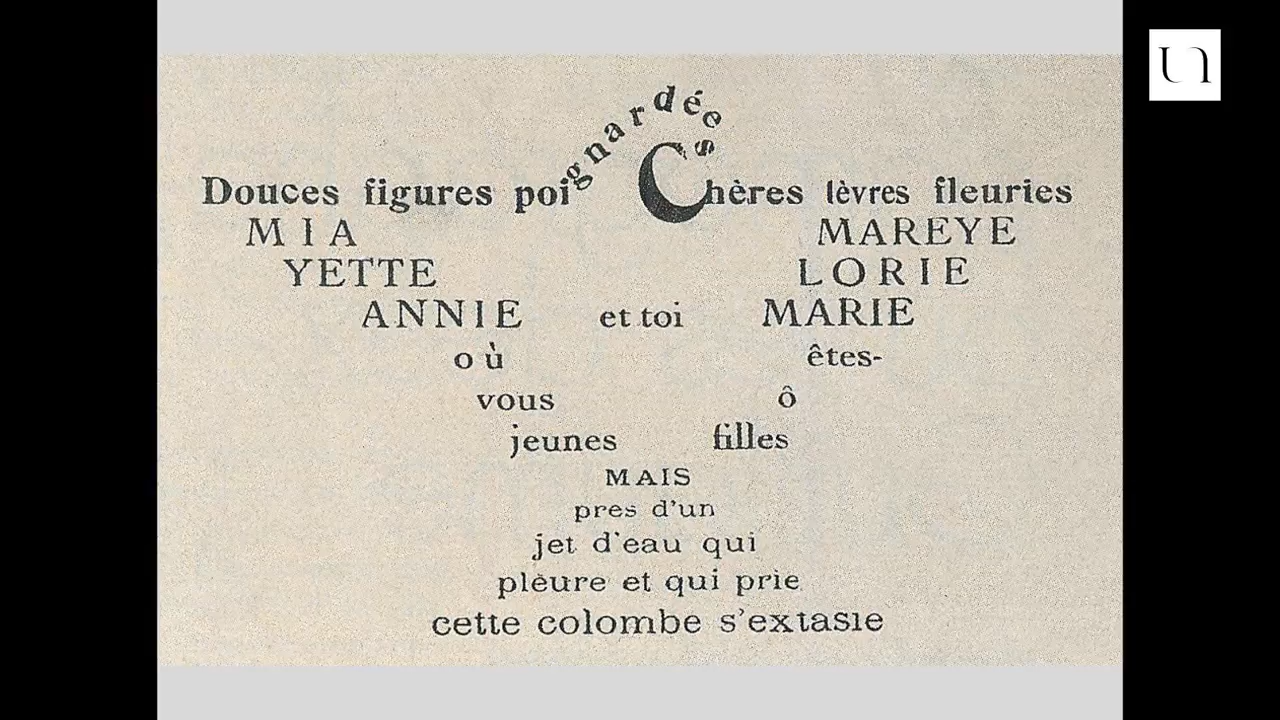 Douces figures poignardées Chères lèvres fleuries
MIA MAREYE
YETTE LORIE
ANNIE et toi MARIE
où êtes-
vous ô
jeunes filles
MAIS
pres d'un
jet d'eau qui
pleure et qui prie
cette colombe s'extasie